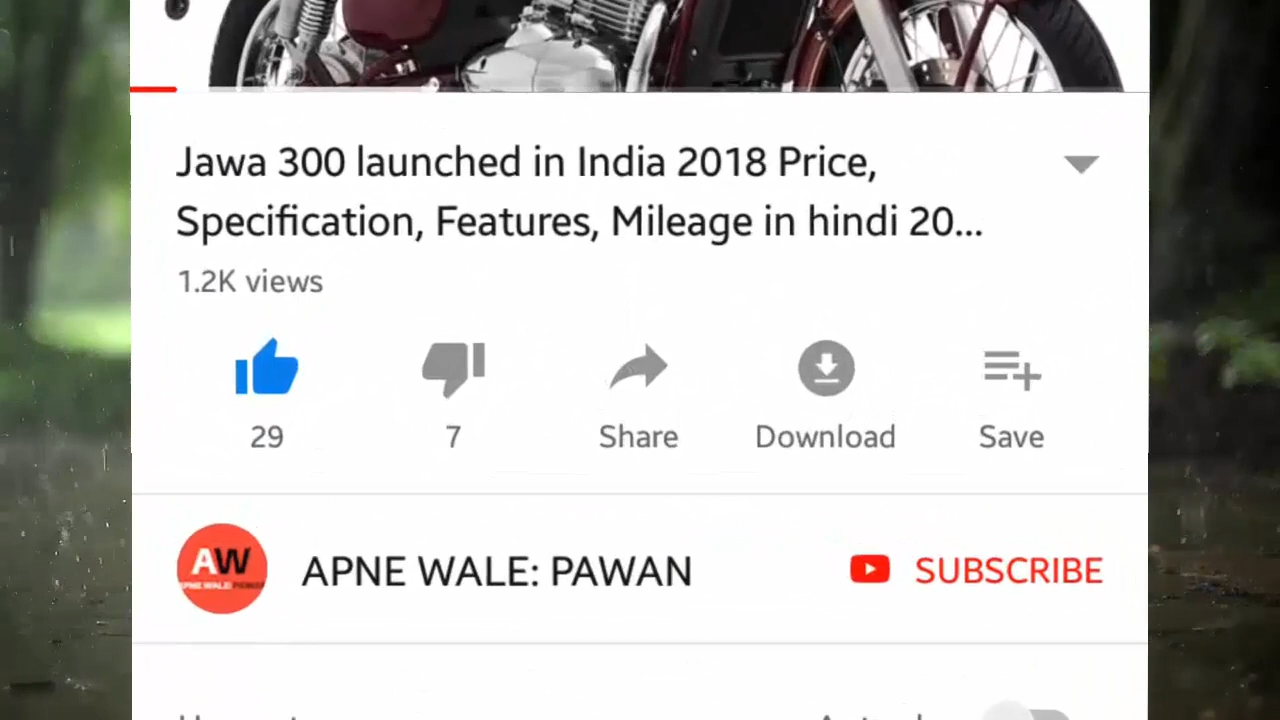 Jawa 300 launched in India 2018 Price,
Specification, Features, Mileage in hindi 20...
1.2K views
29
7
Share
Download
Save
AW
APNE WALE: PAWAN
SUBSCRIBE